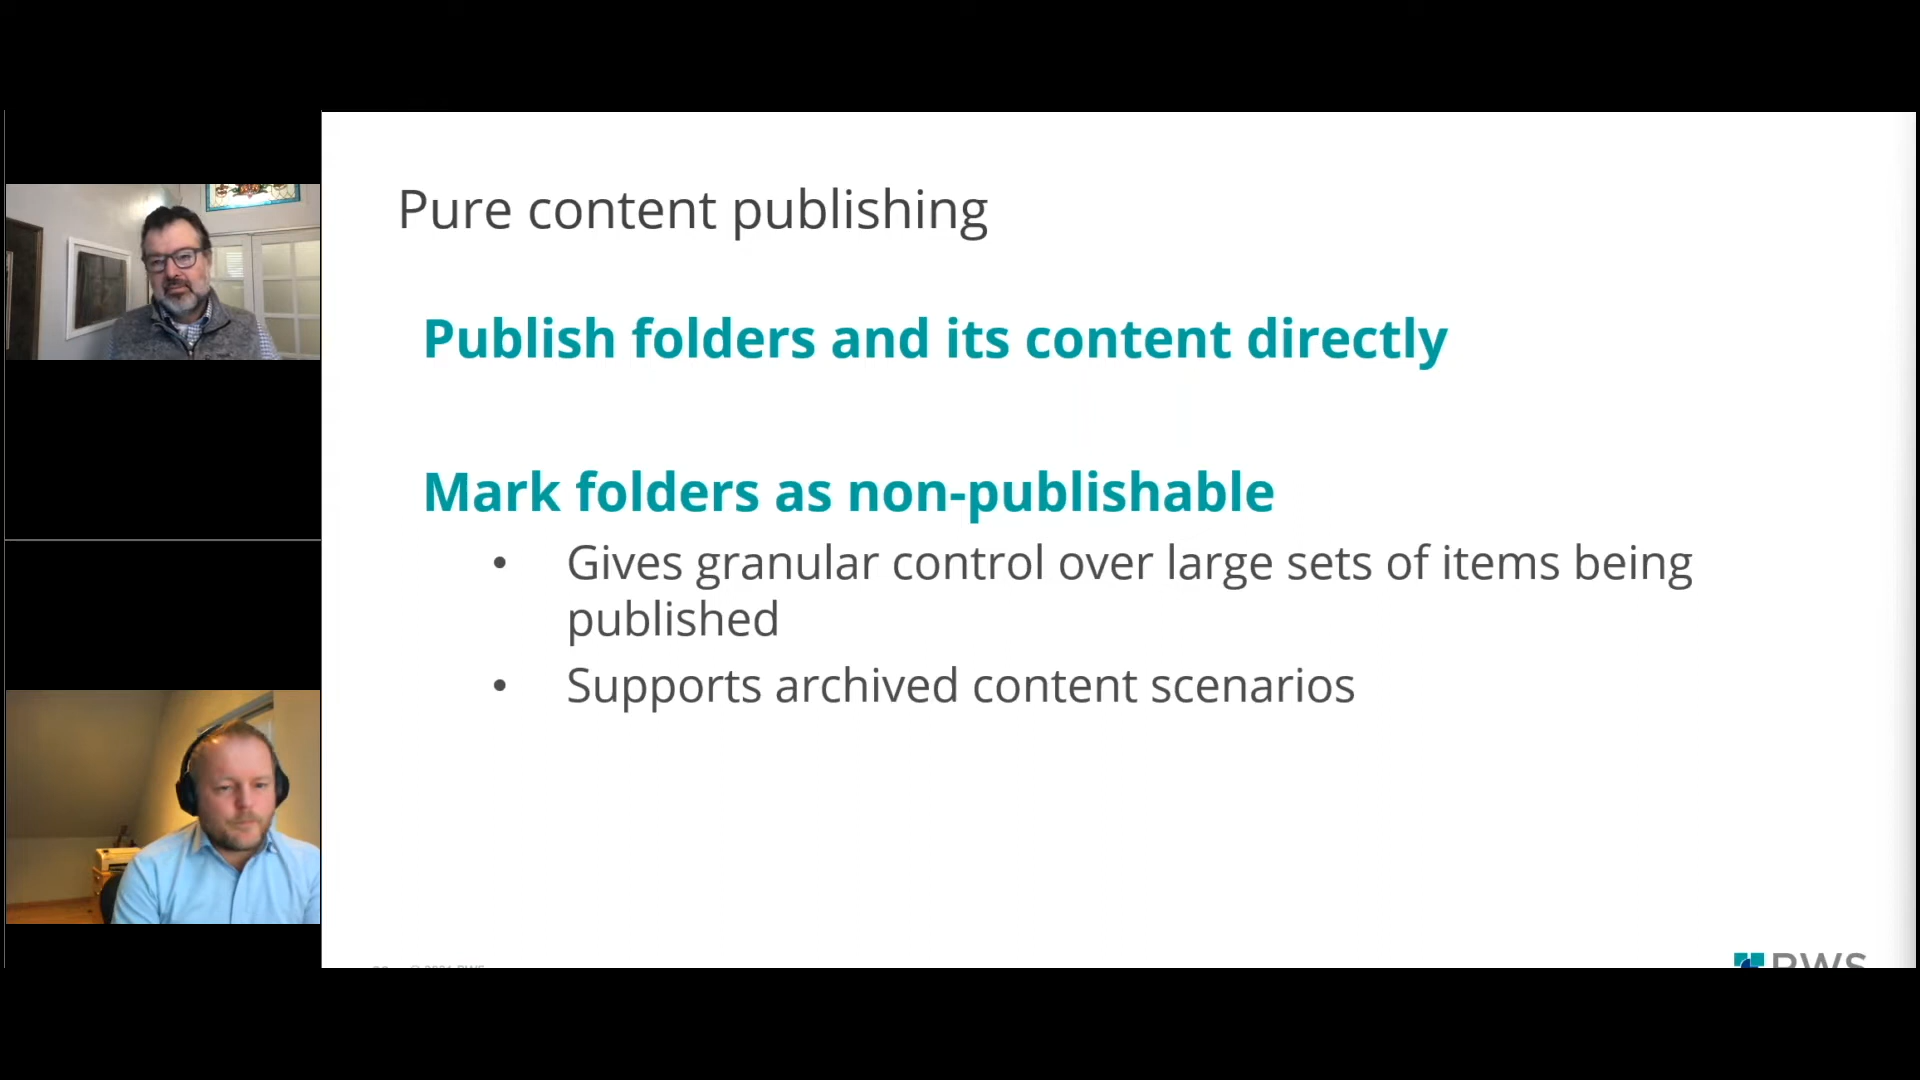 Pure content publishing
Publish folders and its content directly
Mark folders as non-publishable
• Gives granular control over large sets of items being
published
• Supports archived content scenarios
RWS